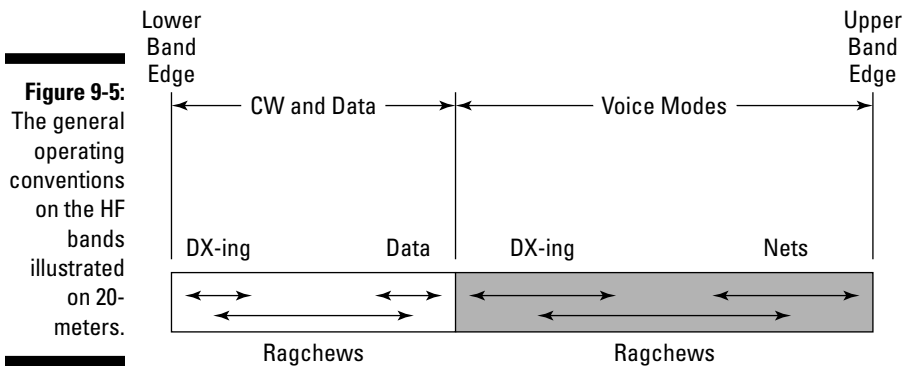 Figure 9-5:
The general
operating
conventions
on the HF
bands
illustrated
on 20-
meters.
Lower
Band
Edge
Upper
Band
Edge
CW and Data
Voice Modes
DX-ing
Data
DX-ing
Nets
Ragchews
Ragchews